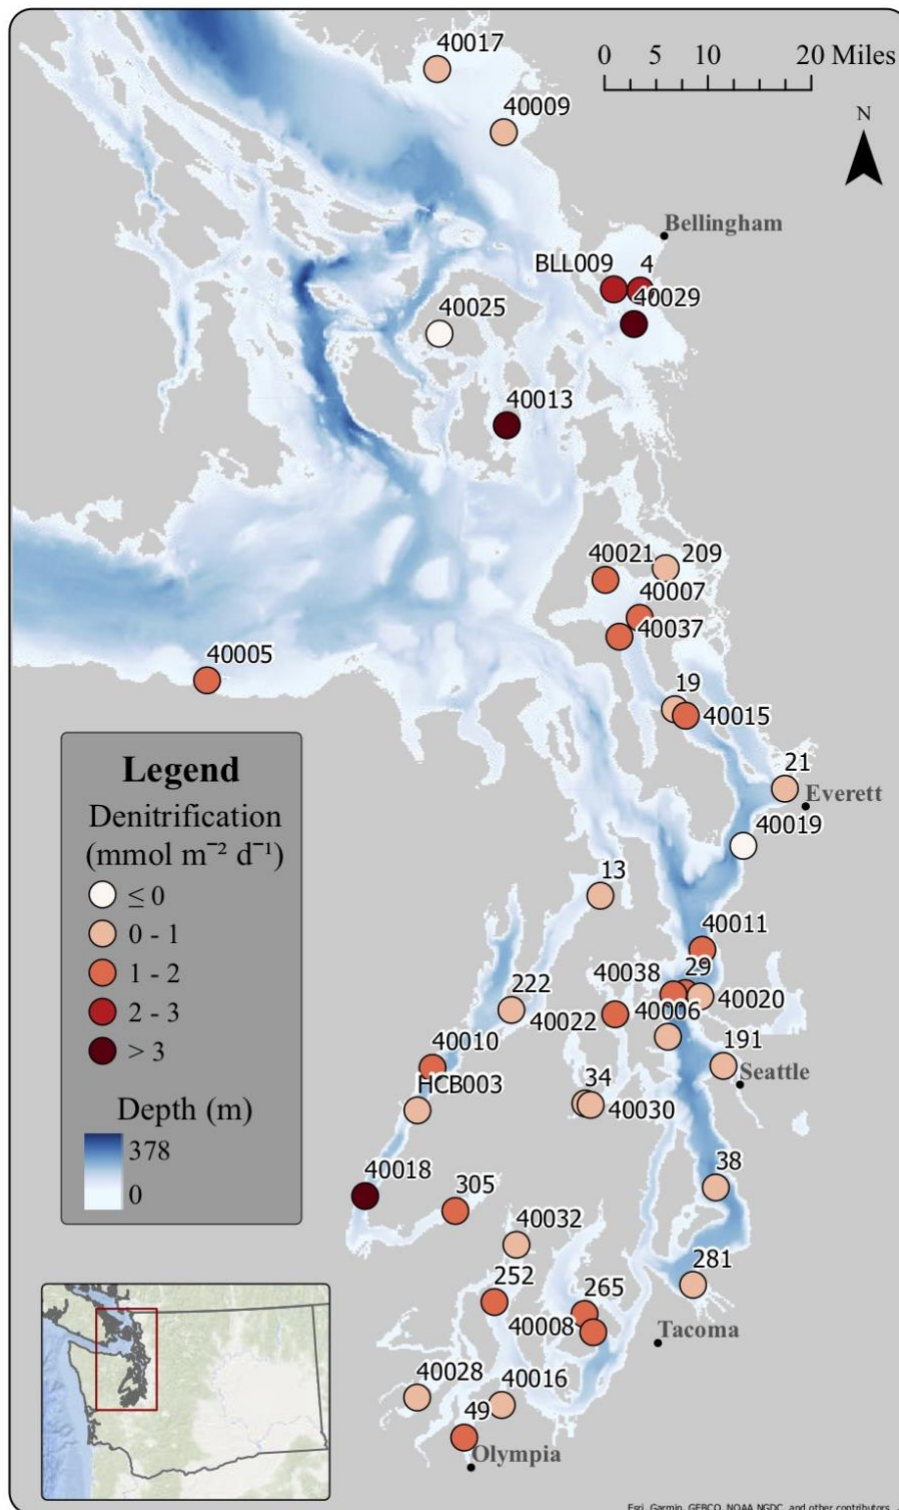 40017
0 5 10 20 Miles
40009
N
Bellingham
BLL009 4
40029
40025
40013
40021 209
40007
40037
40005
19
40015
21
Everett
40019
Legend
Denitrification
(mmol m⁻² d⁻¹)
≤ 0
0 - 1
1 - 2
2 - 3
> 3
Depth (m)
378
0
13
40011
40038 29
40020
222
40022 40006
40010
191
Seattle
HCB003
34
40030
40018
305
38
40032
281
252 265
40008
Tacoma
40028 40016
49
Olympia
Esri, Garmin, GEBCO, NOAA NGDC, and other contributors